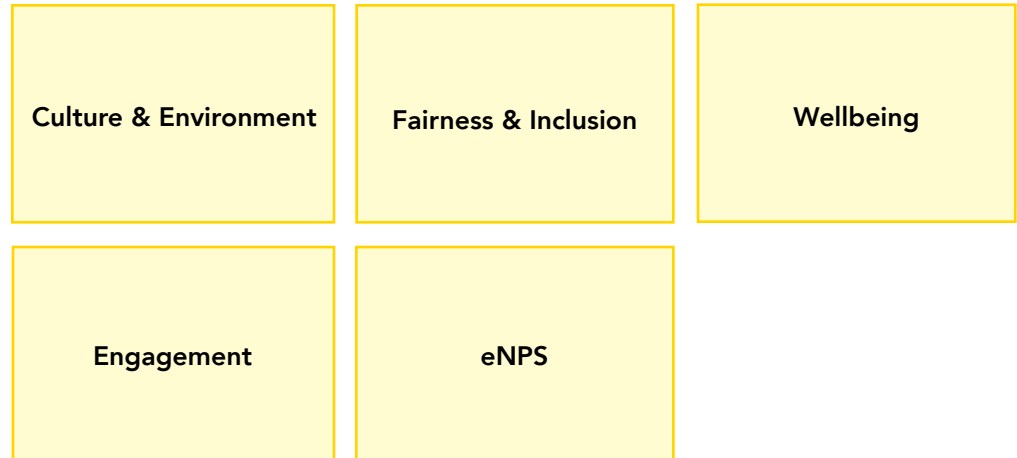 Culture & Environment
Fairness & Inclusion
Wellbeing
Engagement
eNPS